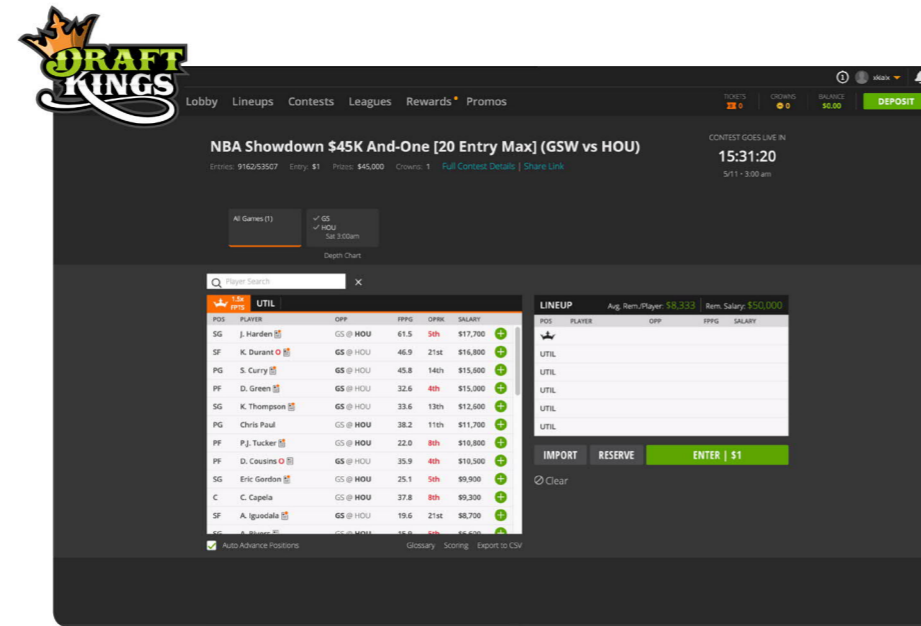 DRAFT
KINGS
Lobby Lineups Contests Leagues Rewards Promos
TICKETS 0 CROWNS 0 BALANCE $0.00 DEPOSIT
NBA Showdown $45K And-One [20 Entry Max] (GSW vs HOU)
Entries: 9162/53507 Entry: $1 Prizes: $45,000 Crowns: 1 Full Contest Details | Share Link
CONTEST GOES LIVE IN
15:31:20
5/11 • 3:00 am
All Games (1)
GS
HOU
Sat 3:00am
Depth Chart
Player Search
1.5x FPTS UTIL
POS PLAYER OPP FPPG OPRK SALARY
SG J. Harden GS @ HOU 61.5 5th $17,700
SF K. Durant O GS @ HOU 46.9 21st $16,800
PG S. Curry GS @ HOU 45.8 14th $15,600
PF D. Green GS @ HOU 32.6 4th $15,000
SG K. Thompson GS @ HOU 33.6 13th $12,600
PG Chris Paul GS @ HOU 38.2 11th $11,700
PF P.J. Tucker GS @ HOU 22.0 8th $10,800
PF D. Cousins O GS @ HOU 35.9 4th $10,500
SG Eric Gordon GS @ HOU 25.1 5th $9,900
C C. Capela GS @ HOU 37.8 8th $9,300
SF A. Iguodala GS @ HOU 19.6 21st $8,700
SG A. Rivers GS @ HOU 15.9 5th $6,600
Auto Advance Positions Glossary Scoring Export to CSV
LINEUP Avg. Rem./Player: $8,333 Rem. Salary: $50,000
POS PLAYER OPP FPPG SALARY
UTIL
UTIL
UTIL
UTIL
UTIL
IMPORT RESERVE ENTER | $1
Clear